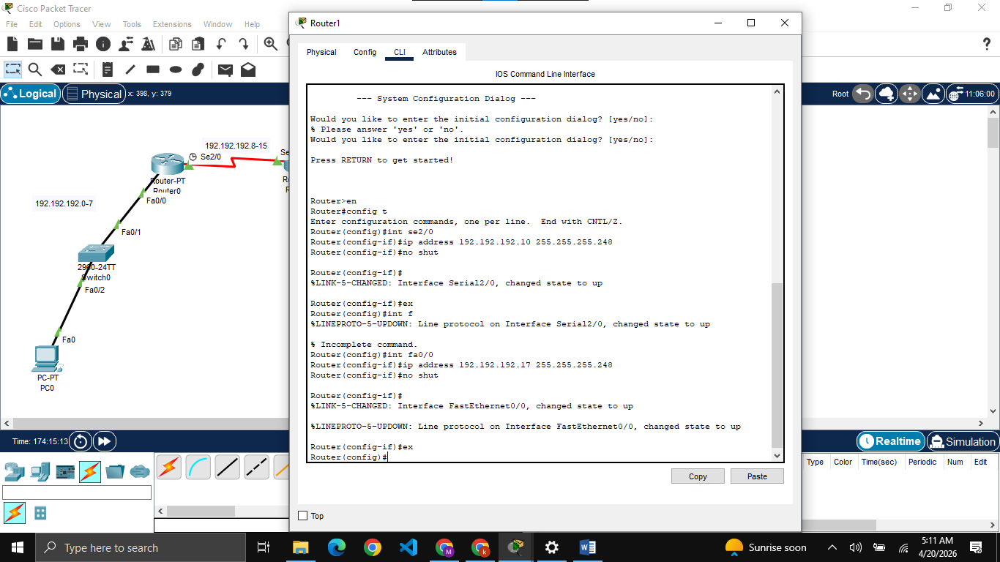 Cisco Packet Tracer
File Edit Options View Tools Extensions Window Help
Logical Physical x: 398, y: 379
Root 11:06:00
192.192.192.8-15
Se2/0
Se
Router-PT
Router0
Fa0/0
192.192.192.0-7
Fa0/1
2960-24TT
Switch0
Fa0/2
Fa0
PC-PT
PC0
Router1
Physical Config CLI Attributes
IOS Command Line Interface
--- System Configuration Dialog ---
Would you like to enter the initial configuration dialog? [yes/no]:
% Please answer 'yes' or 'no'.
Would you like to enter the initial configuration dialog? [yes/no]:
Press RETURN to get started!
Router>en
Router#config t
Enter configuration commands, one per line.  End with CNTL/Z.
Router(config)#int se2/0
Router(config-if)#ip address 192.192.192.10 255.255.255.248
Router(config-if)#no shut
Router(config-if)#
%LINK-5-CHANGED: Interface Serial2/0, changed state to up
Router(config-if)#ex
Router(config)#int f
%LINEPROTO-5-UPDOWN: Line protocol on Interface Serial2/0, changed state to up
% Incomplete command.
Router(config)#int fa0/0
Router(config-if)#ip address 192.192.192.17 255.255.255.248
Router(config-if)#no shut
Router(config-if)#
%LINK-5-CHANGED: Interface FastEthernet0/0, changed state to up
%LINEPROTO-5-UPDOWN: Line protocol on Interface FastEthernet0/0, changed state to up
Router(config-if)#ex
Router(config)#
Copy Paste
Top
Time: 174:15:13
Realtime Simulation
Type Color Time(sec) Periodic Num Edit
Type here to search
M
k
Sunrise soon
5:11 AM
4/20/2026